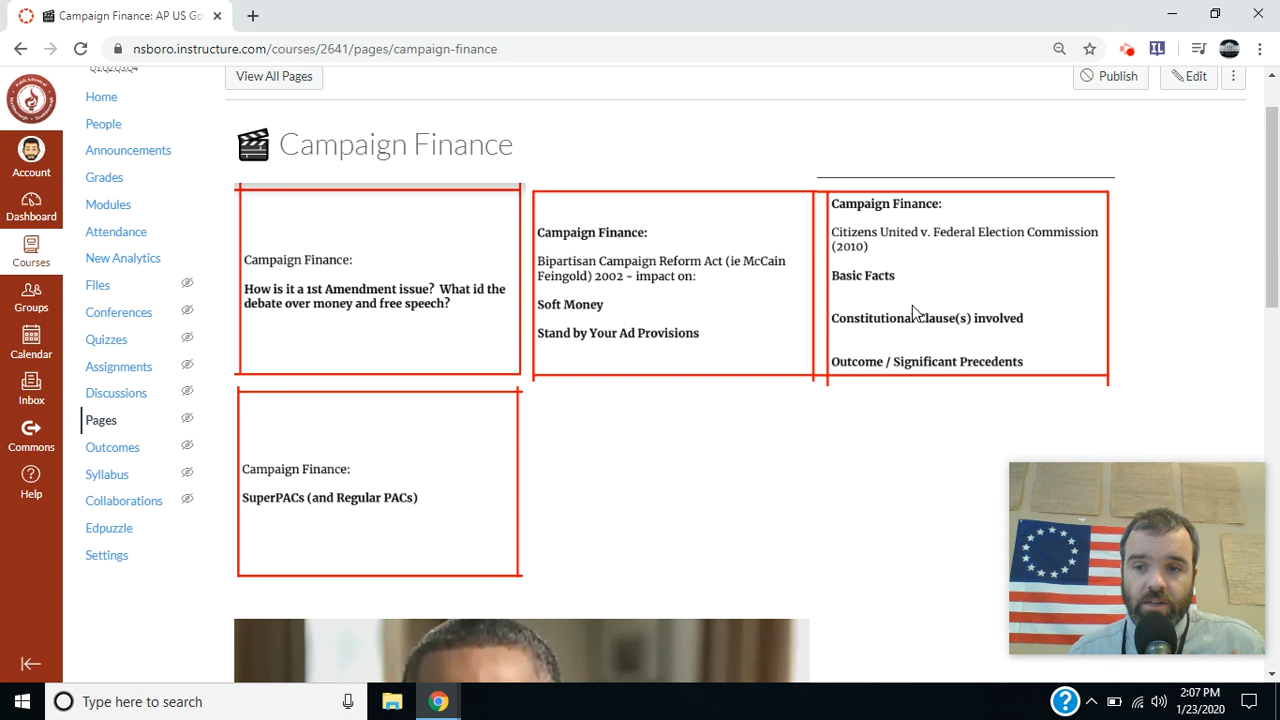 Campaign Finance: AP US Go
nsboro.instructure.com/courses/2641/pages/campaign-finance
Q1,Q2,Q3,Q4
View All Pages
Publish
Edit
Home
People
Announcements
Grades
Modules
Attendance
New Analytics
Files
Conferences
Quizzes
Assignments
Discussions
Pages
Outcomes
Syllabus
Collaborations
Edpuzzle
Settings
Account
Dashboard
Courses
Groups
Calendar
Inbox
Commons
Help
Campaign Finance
Campaign Finance:
How is it a 1st Amendment issue? What id the
debate over money and free speech?
Campaign Finance:
Bipartisan Campaign Reform Act (ie McCain
Feingold) 2002 - impact on:
Soft Money
Stand by Your Ad Provisions
Campaign Finance:
Citizens United v. Federal Election Commission
(2010)
Basic Facts
Constitutional Clause(s) involved
Outcome / Significant Precedents
Campaign Finance:
SuperPACs (and Regular PACs)
Type here to search
2:07 PM
1/23/2020